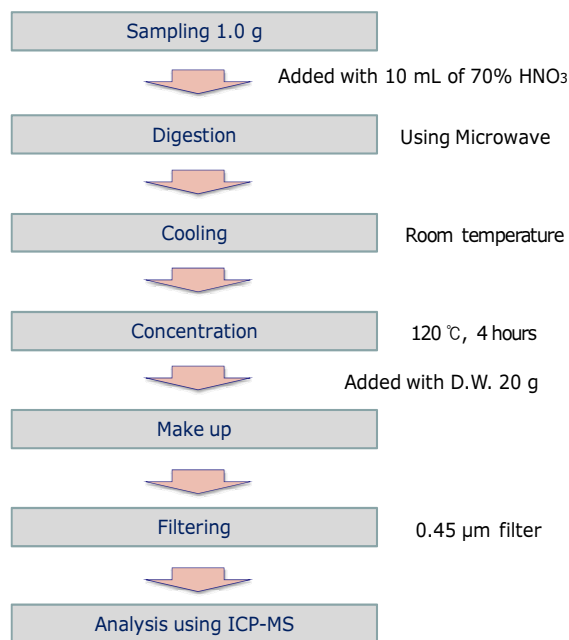 Sampling 1.0 g
Added with 10 mL of 70% HNO₃
Digestion
Using Microwave
Cooling
Room temperature
Concentration
120 ℃, 4 hours
Added with D.W. 20 g
Make up
Filtering
0.45 µm filter
Analysis using ICP-MS